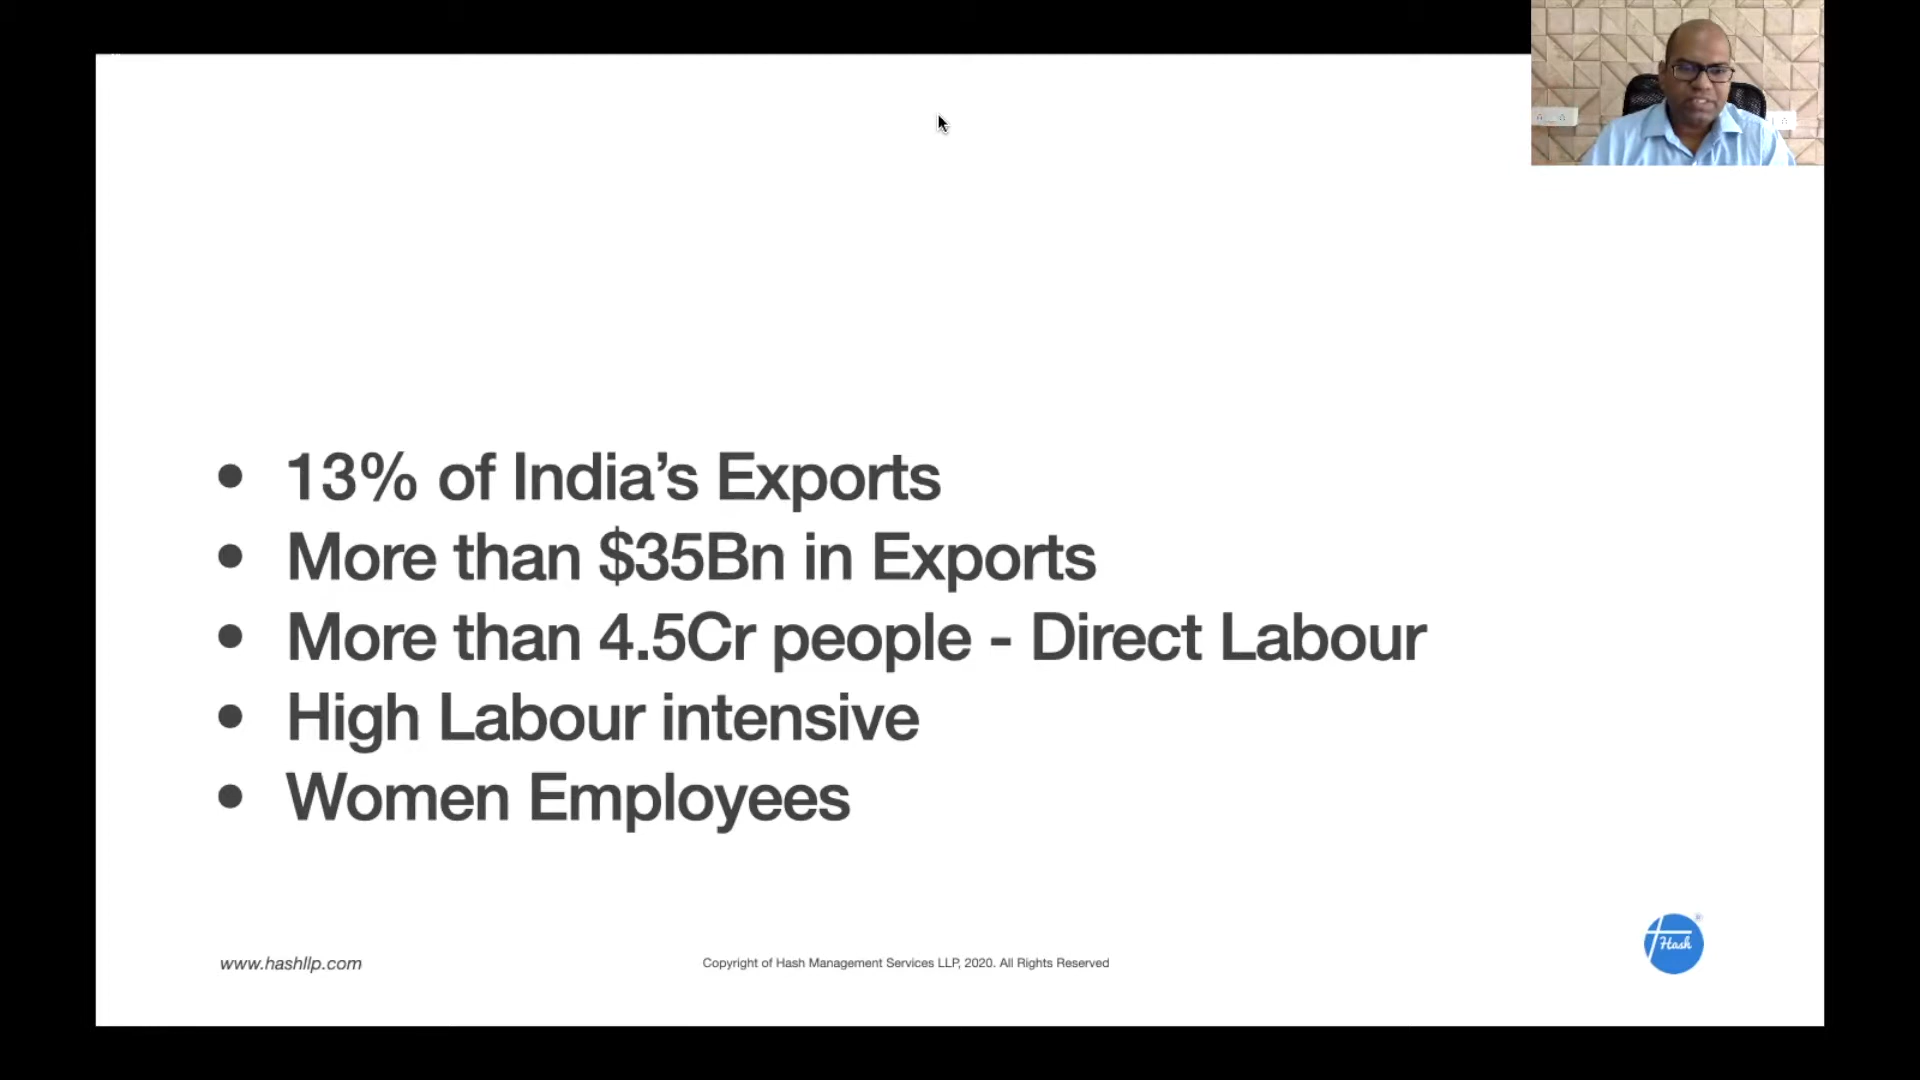 • 13% of India’s Exports
• More than $35Bn in Exports
• More than 4.5Cr people - Direct Labour
• High Labour intensive
• Women Employees
www.hashllp.com
Copyright of Hash Management Services LLP, 2020. All Rights Reserved
Hash
®